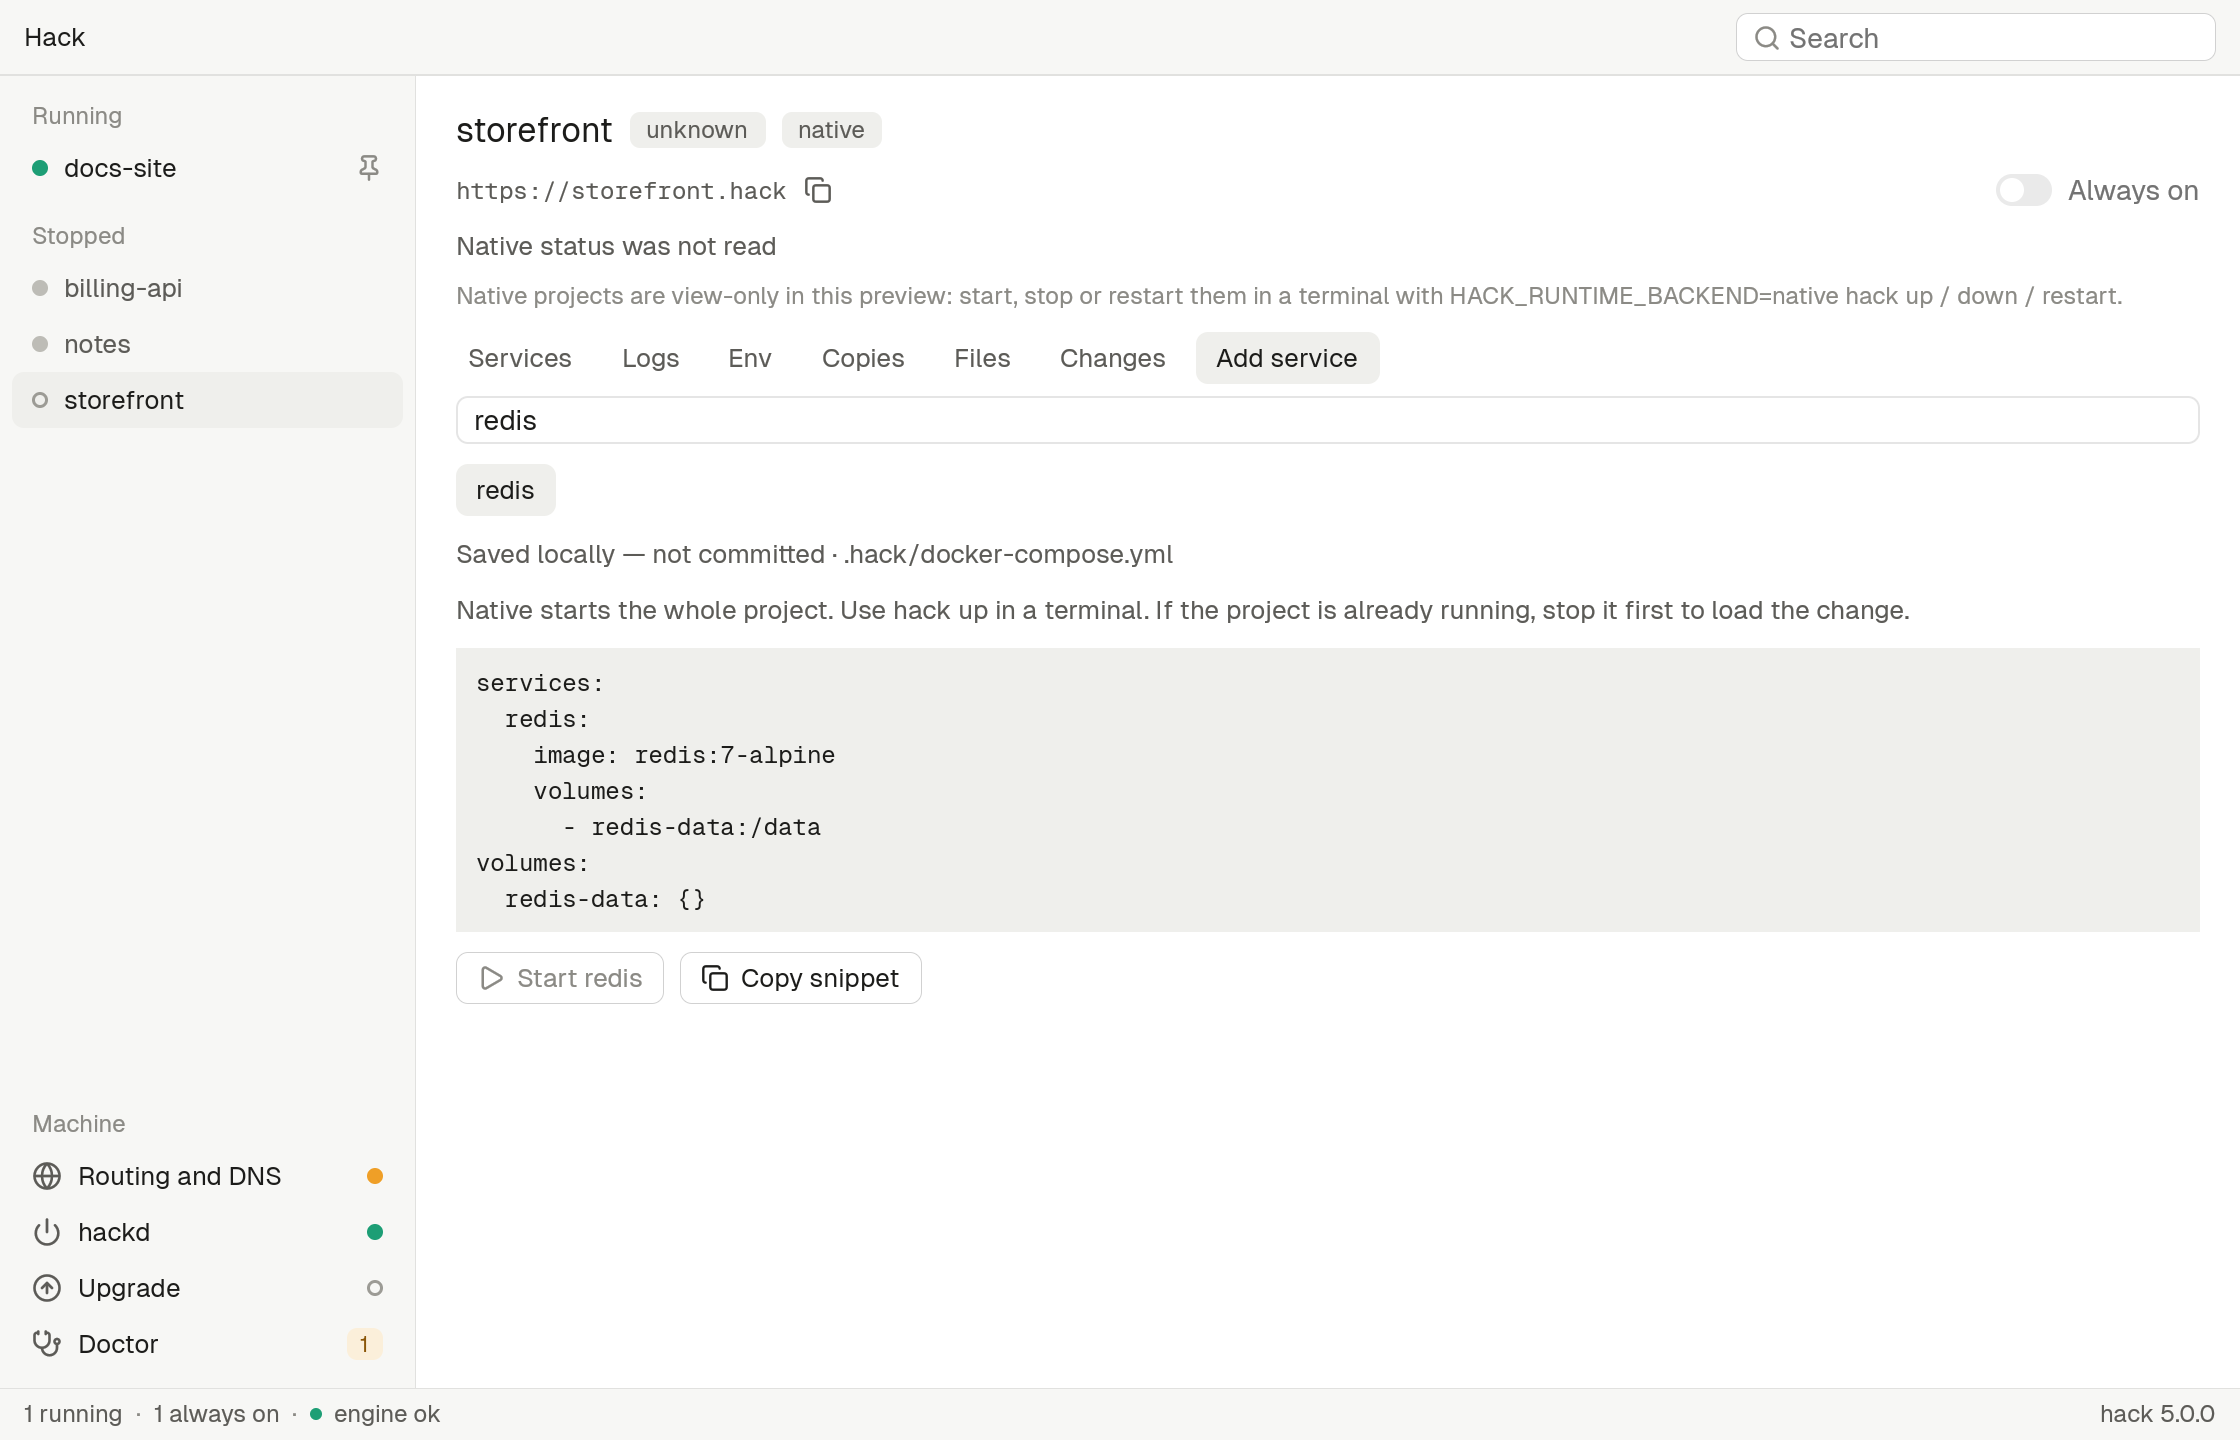 Hack
Search
Running
docs-site
Stopped
billing-api
notes
storefront
Machine
Routing and DNS
hackd
Upgrade
Doctor 1
storefront unknown native
https://storefront.hack
Always on
Native status was not read
Native projects are view-only in this preview: start, stop or restart them in a terminal with HACK_RUNTIME_BACKEND=native hack up / down / restart.
Services Logs Env Copies Files Changes Add service
redis
redis
Saved locally — not committed · .hack/docker-compose.yml
Native starts the whole project. Use hack up in a terminal. If the project is already running, stop it first to load the change.
services:
  redis:
    image: redis:7-alpine
    volumes:
      - redis-data:/data
volumes:
  redis-data: {}
Start redis Copy snippet
1 running · 1 always on · engine ok
hack 5.0.0